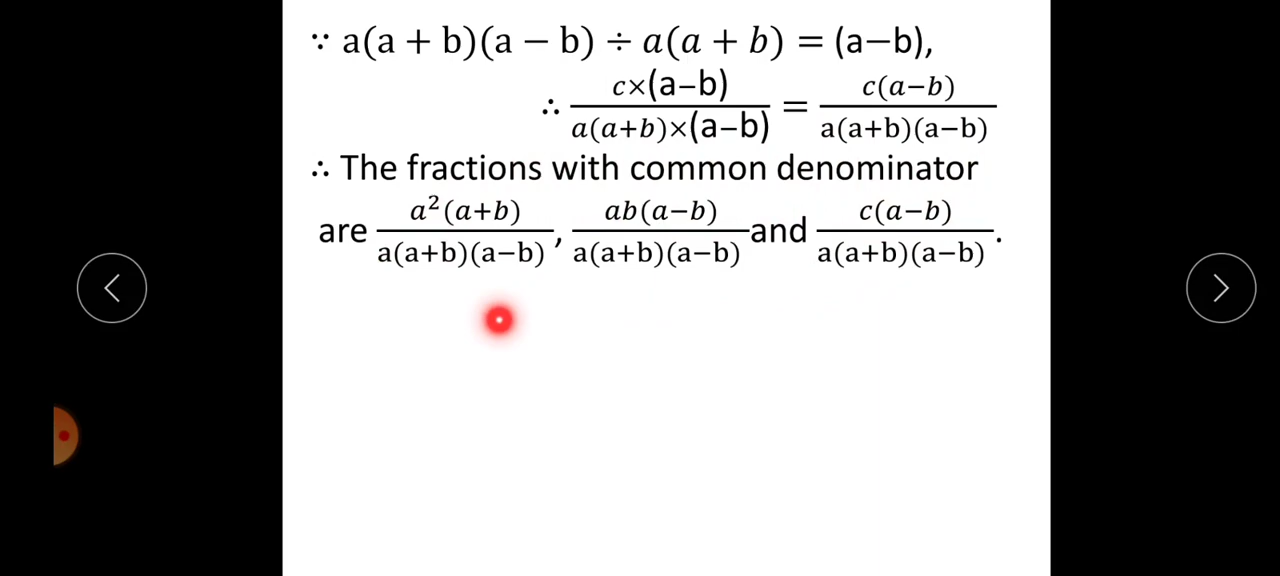 ∵ a(a + b)(a − b) ÷ a(a + b) = (a−b),
∴ c×(a−b) / a(a+b)×(a−b) = c(a−b) / a(a+b)(a−b)
∴ The fractions with common denominator
are a²(a+b) / a(a+b)(a−b), ab(a−b) / a(a+b)(a−b) and c(a−b) / a(a+b)(a−b).